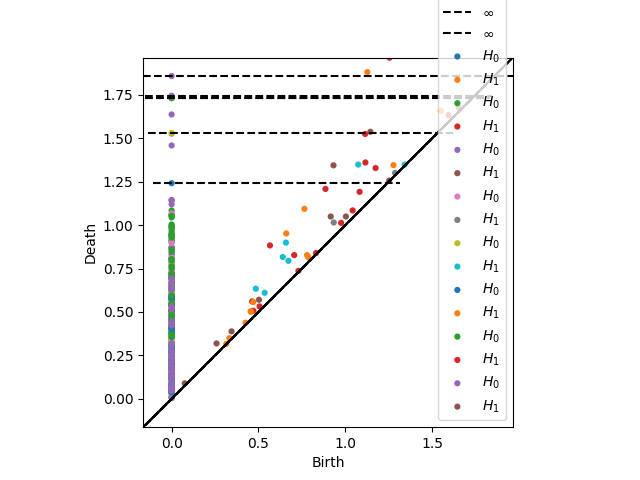 ∞
∞
H₀
H₁
H₀
H₁
H₀
H₁
H₀
H₁
H₀
H₁
H₀
H₁
H₀
H₁
H₀
H₁
1.75
1.50
1.25
1.00
0.75
0.50
0.25
0.00
Death
0.0 0.5 1.0 1.5
Birth